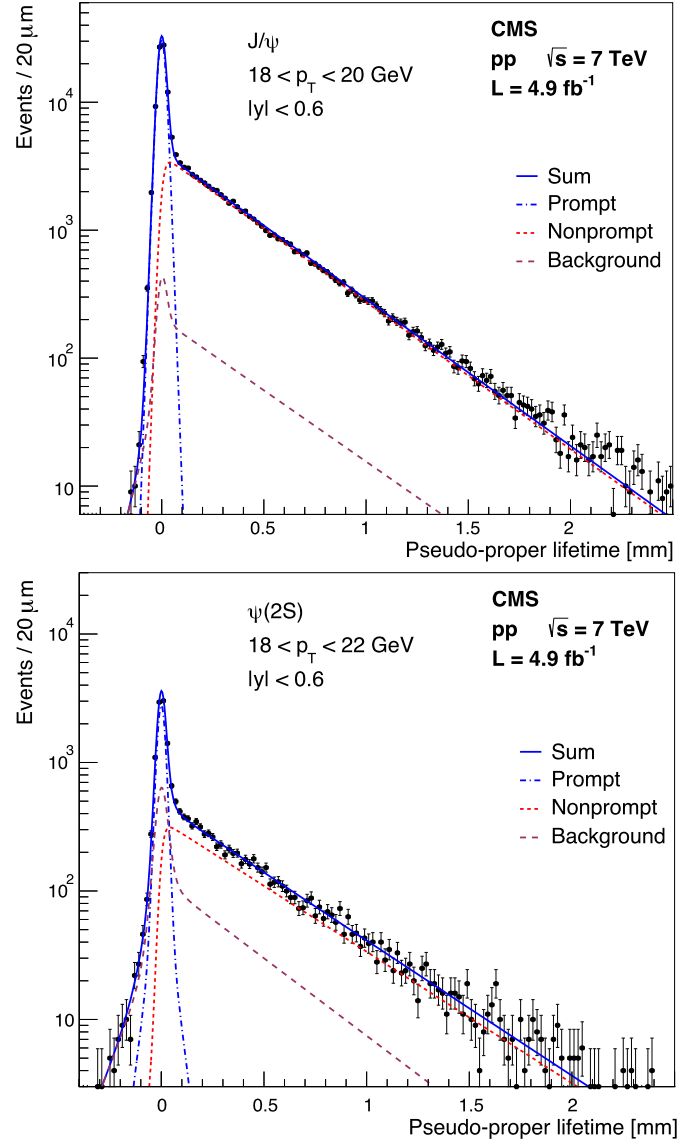 J/ψ
18 < p_T < 20 GeV
|y| < 0.6
CMS
pp √s = 7 TeV
L = 4.9 fb⁻¹
Sum
Prompt
Nonprompt
Background
Events / 20 μm
10⁴
10³
10²
10
0 0.5 1 1.5 2
Pseudo-proper lifetime [mm]
ψ(2S)
18 < p_T < 22 GeV
|y| < 0.6
CMS
pp √s = 7 TeV
L = 4.9 fb⁻¹
Sum
Prompt
Nonprompt
Background
Events / 20 μm
10⁴
10³
10²
10
0 0.5 1 1.5 2
Pseudo-proper lifetime [mm]